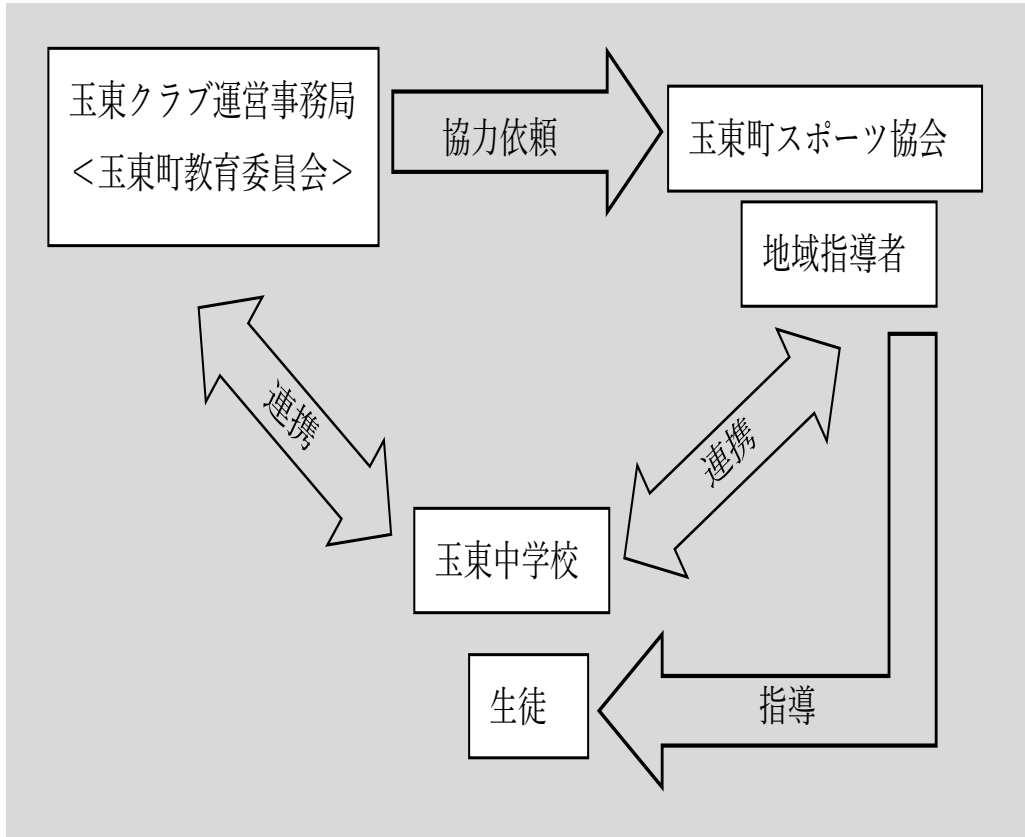 玉東クラブ運営事務局
＜玉東町教育委員会＞
協力依頼
玉東町スポーツ協会
地域指導者
連携
連携
玉東中学校
生徒
指導